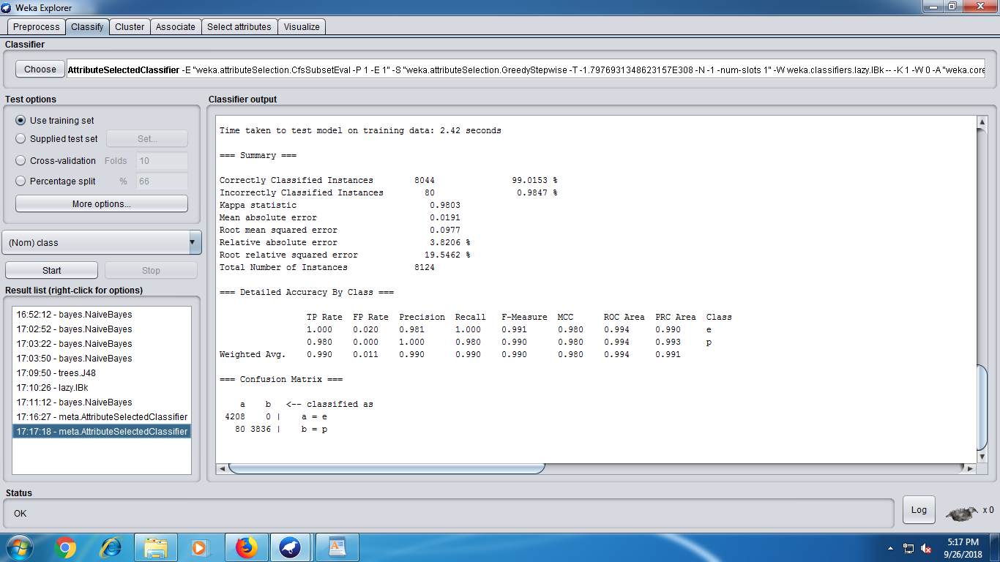 Weka Explorer
Preprocess Classify Cluster Associate Select attributes Visualize
Classifier
Choose AttributeSelectedClassifier -E "weka.attributeSelection.CfsSubsetEval -P 1 -E 1" -S "weka.attributeSelection.GreedyStepwise -T -1.7976931348623157E308 -N -1 -num-slots 1" -W weka.classifiers.lazy.IBk -- -K 1 -W 0 -A "weka.core
Test options
Use training set
Supplied test set Set...
Cross-validation Folds 10
Percentage split % 66
More options...
(Nom) class
Start Stop
Result list (right-click for options)
16:52:12 - bayes.NaiveBayes
17:02:52 - bayes.NaiveBayes
17:03:22 - bayes.NaiveBayes
17:03:50 - bayes.NaiveBayes
17:09:50 - trees.J48
17:10:26 - lazy.IBk
17:11:12 - bayes.NaiveBayes
17:16:27 - meta.AttributeSelectedClassifier
17:17:18 - meta.AttributeSelectedClassifier
Classifier output
Time taken to test model on training data: 2.42 seconds
=== Summary ===
Correctly Classified Instances 8044 99.0153 %
Incorrectly Classified Instances 80 0.9847 %
Kappa statistic 0.9803
Mean absolute error 0.0191
Root mean squared error 0.0977
Relative absolute error 3.8206 %
Root relative squared error 19.5462 %
Total Number of Instances 8124
=== Detailed Accuracy By Class ===
TP Rate FP Rate Precision Recall F-Measure MCC ROC Area PRC Area Class
1.000 0.020 0.981 1.000 0.991 0.980 0.994 0.990 e
0.980 0.000 1.000 0.980 0.990 0.980 0.994 0.993 p
Weighted Avg. 0.990 0.011 0.990 0.990 0.990 0.980 0.994 0.991
=== Confusion Matrix ===
a b <-- classified as
4208 0 | a = e
80 3836 | b = p
Status
OK
Log
x 0
5:17 PM
9/26/2018